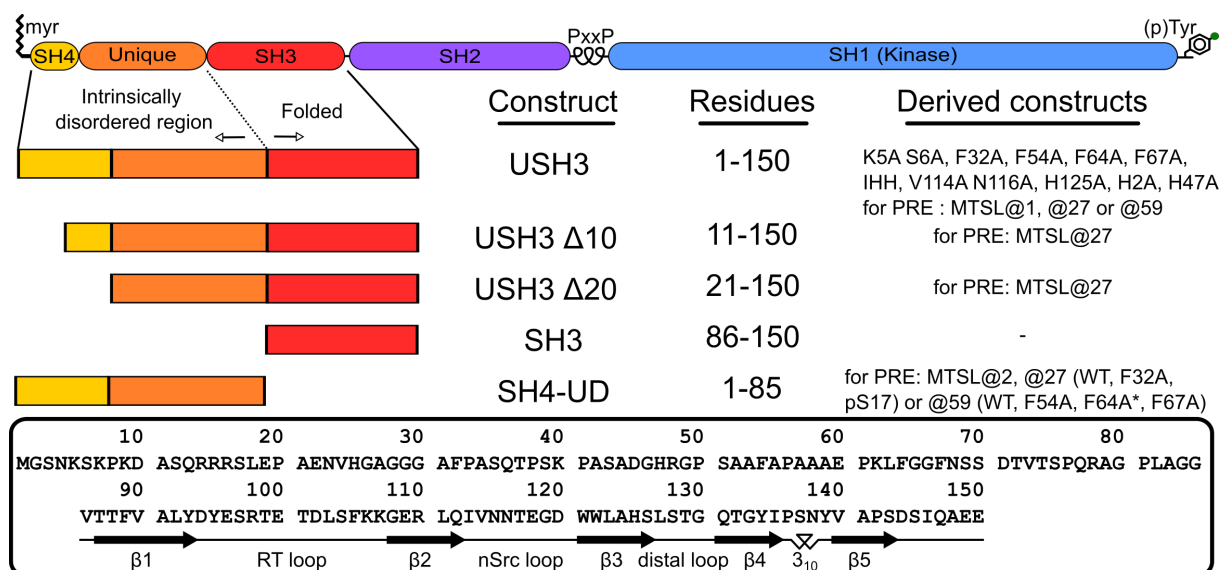 myr
PxxP
(p)Tyr
SH4 Unique SH3 SH2 SH1 (Kinase)
Intrinsically
disordered region
Folded
Construct Residues Derived constructs
USH3 1-150 K5A S6A, F32A, F54A, F64A, F67A,
IHH, V114A N116A, H125A, H2A, H47A
for PRE : MTSL@1, @27 or @59
USH3 Δ10 11-150 for PRE: MTSL@27
USH3 Δ20 21-150 for PRE: MTSL@27
SH3 86-150 -
SH4-UD 1-85 for PRE: MTSL@2, @27 (WT, F32A,
pS17) or @59 (WT, F54A, F64A*, F67A)
10 20 30 40 50 60 70 80
MGSNKSKPKD ASQRRRSLEP AENVHGAGGG AFPASQTPSK PASADGHRGP SAAFAPAAAE PKLFGGFNSS DTVTSPQRAG PLAGG
90 100 110 120 130 140 150
VTTFV ALYDYESRTE TDLSFKKGER LQIVNNTEGD WWLAHSLSTG QTGYIPSNYV APSDSIQAEE
β1 RT loop β2 nSrc loop β3 distal loop β4 3₁₀ β5